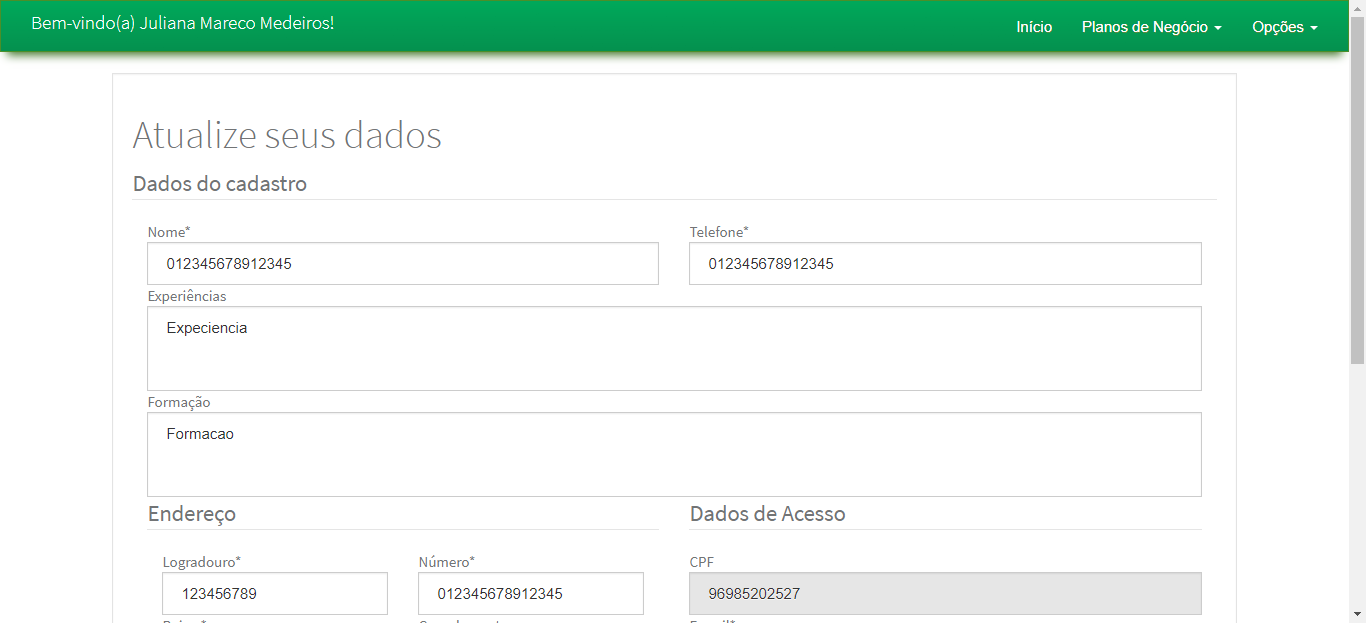 Bem-vindo(a) Juliana Mareco Medeiros!
Início Planos de Negócio Opções
Atualize seus dados
Dados do cadastro
Nome* Telefone*
012345678912345 012345678912345
Experiências
Expeciencia
Formação
Formacao
Endereço Dados de Acesso
Logradouro* Número* CPF
123456789 012345678912345 96985202527